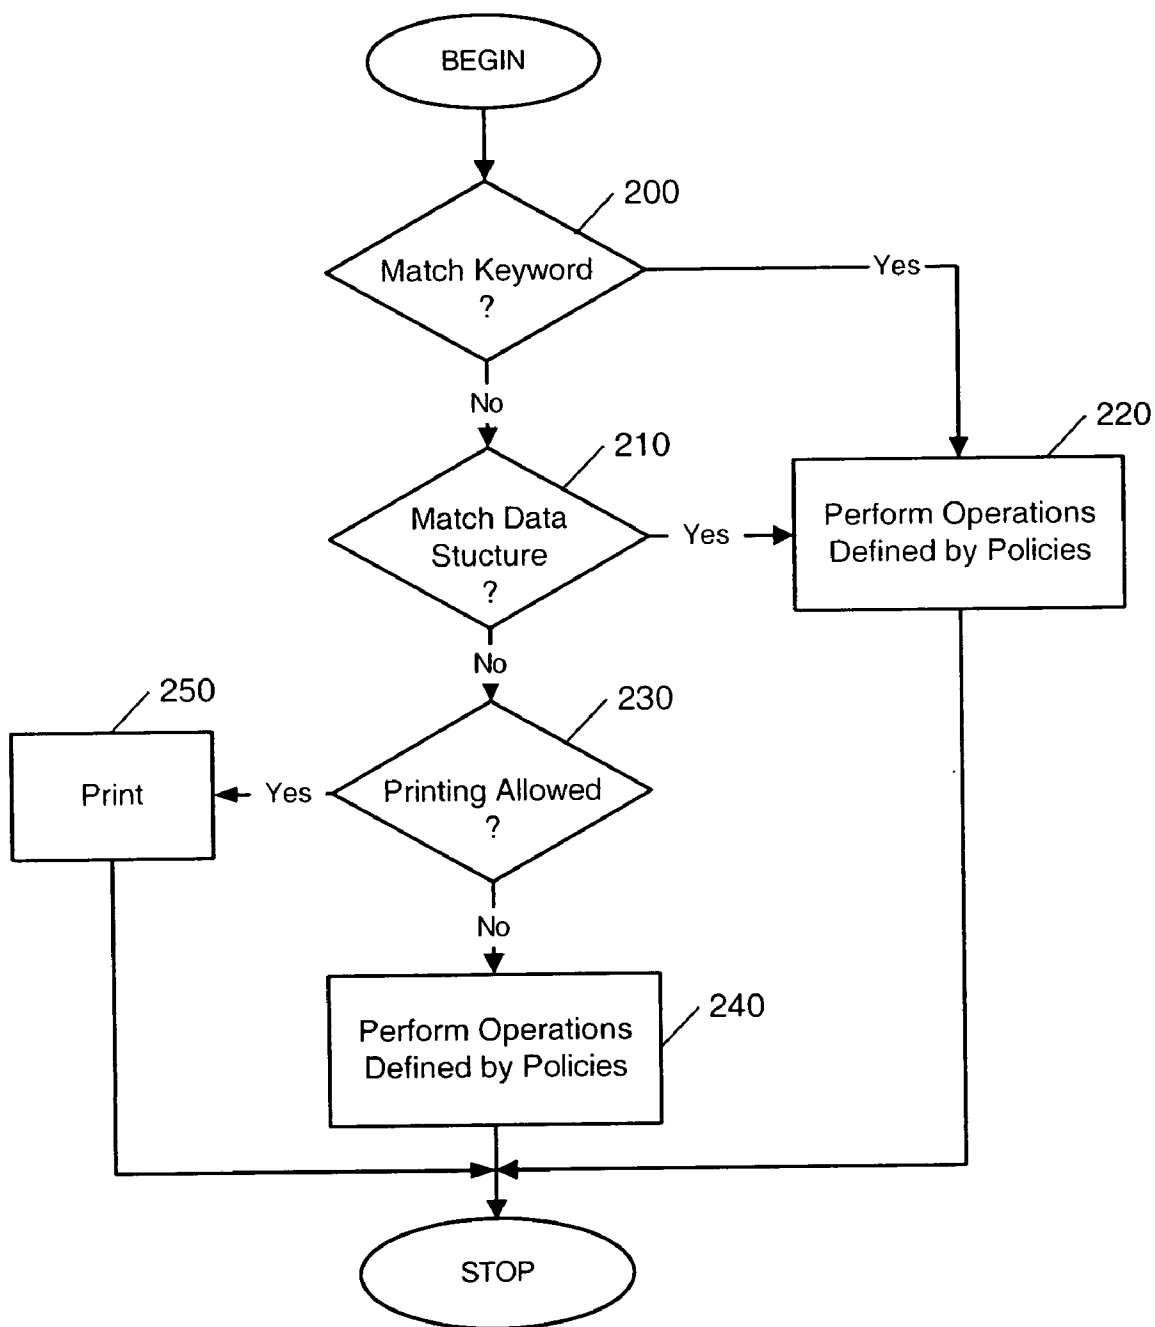 BEGIN
200
Match Keyword
?
Yes
No
210
220
Match Data
Stucture
?
Yes
Perform Operations
Defined by Policies
No
250
230
Print
Yes
Printing Allowed
?
No
240
Perform Operations
Defined by Policies
STOP